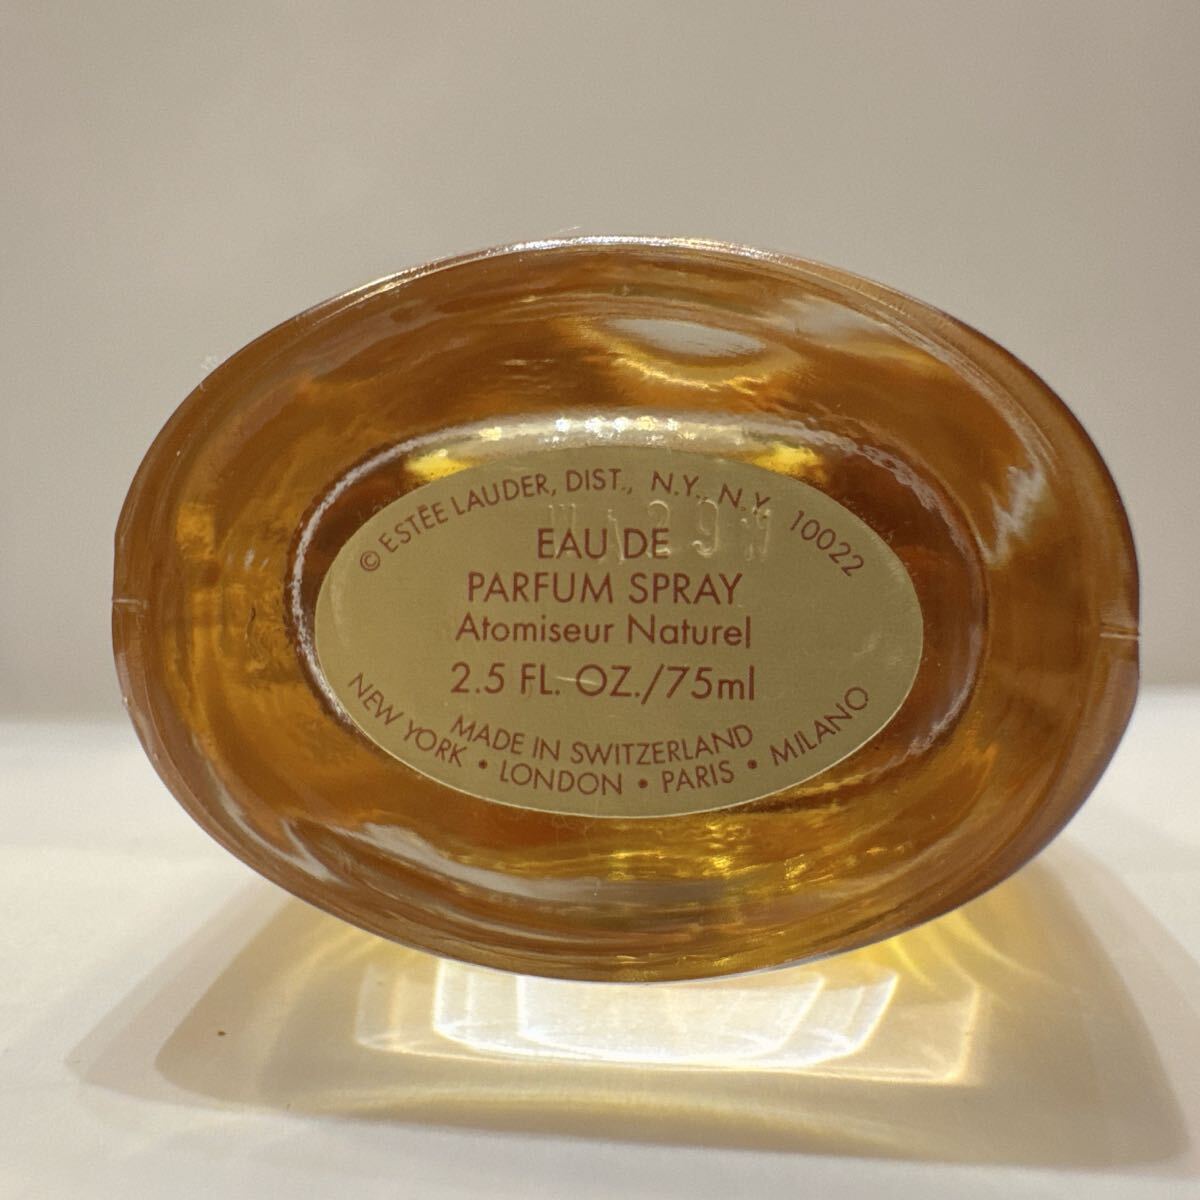 © ESTĒE LAUDER, DIST., N.Y., N.Y. 10022
EAU DE
PARFUM SPRAY
Atomiseur Naturel
2.5 FL. OZ./75ml
MADE IN SWITZERLAND
NEW YORK • LONDON • PARIS • MILANO